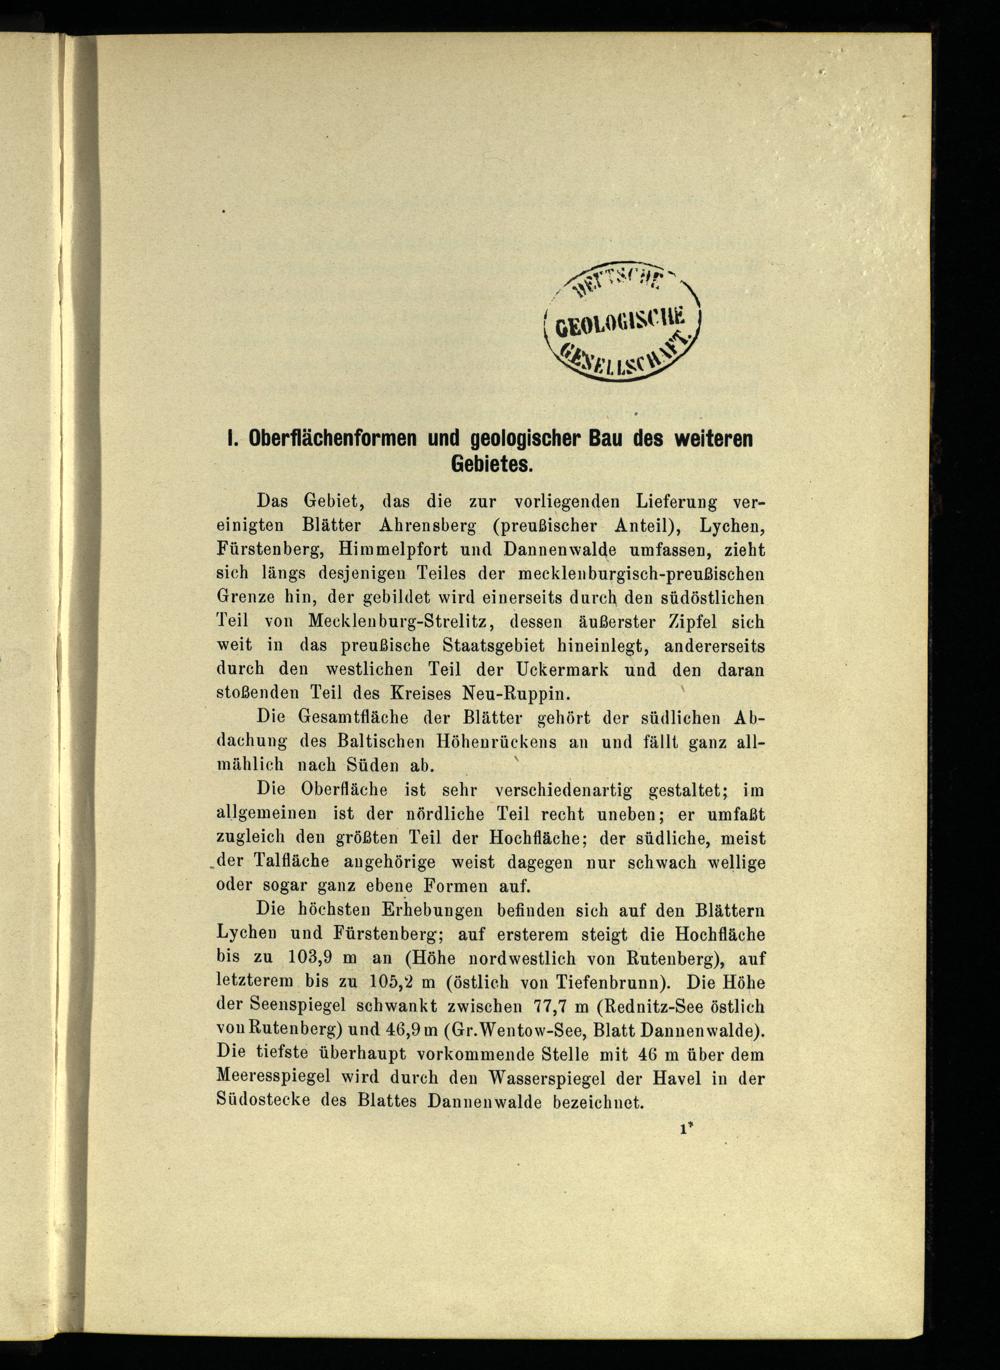 DEUTSCHE
GEOLOGISCHE
GESELLSCHAFT.
I. Oberflächenformen und geologischer Bau des weiteren
Gebietes.
Das Gebiet, das die zur vorliegenden Lieferung ver-
einigten Blätter Ahrensberg (preußischer Anteil), Lychen,
Fürstenberg, Himmelpfort und Dannenwalde umfassen, zieht
sich längs desjenigen Teiles der mecklenburgisch-preußischen
Grenze hin, der gebildet wird einerseits durch den südöstlichen
Teil von Mecklenburg-Strelitz, dessen äußerster Zipfel sich
weit in das preußische Staatsgebiet hineinlegt, andererseits
durch den westlichen Teil der Uckermark und den daran
stoßenden Teil des Kreises Neu-Ruppin.
Die Gesamtfläche der Blätter gehört der südlichen Ab-
dachung des Baltischen Höhenrückens an und fällt ganz all-
mählich nach Süden ab.
Die Oberfläche ist sehr verschiedenartig gestaltet; im
allgemeinen ist der nördliche Teil recht uneben; er umfaßt
zugleich den größten Teil der Hochfläche; der südliche, meist
der Talfläche angehörige weist dagegen nur schwach wellige
oder sogar ganz ebene Formen auf.
Die höchsten Erhebungen befinden sich auf den Blättern
Lychen und Fürstenberg; auf ersterem steigt die Hochfläche
bis zu 103,9 m an (Höhe nordwestlich von Rutenberg), auf
letzterem bis zu 105,2 m (östlich von Tiefenbrunn). Die Höhe
der Seenspiegel schwankt zwischen 77,7 m (Rednitz-See östlich
von Rutenberg) und 46,9 m (Gr. Wentow-See, Blatt Dannenwalde).
Die tiefste überhaupt vorkommende Stelle mit 46 m über dem
Meeresspiegel wird durch den Wasserspiegel der Havel in der
Südostecke des Blattes Dannenwalde bezeichnet.
1*